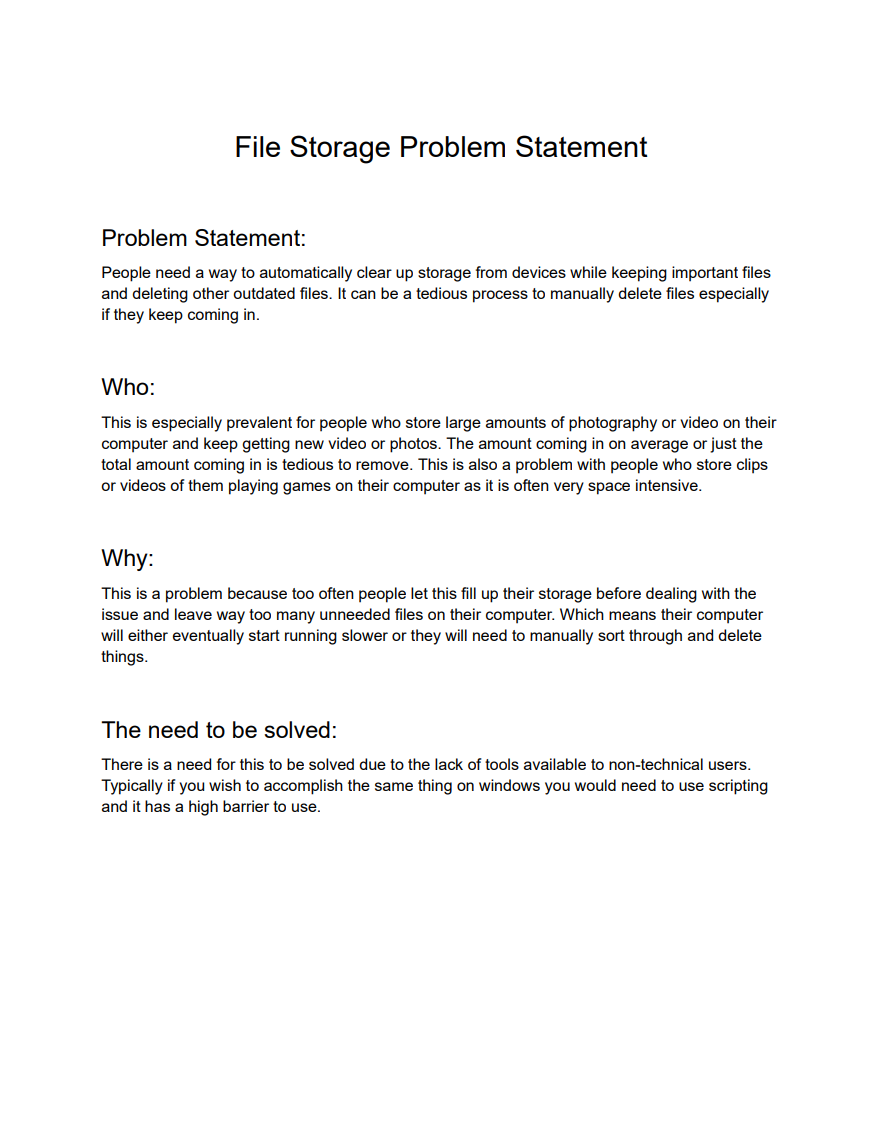 File Storage Problem Statement
Problem Statement:
People need a way to automatically clear up storage from devices while keeping important files
and deleting other outdated files. It can be a tedious process to manually delete files especially
if they keep coming in.
Who:
This is especially prevalent for people who store large amounts of photography or video on their
computer and keep getting new video or photos. The amount coming in on average or just the
total amount coming in is tedious to remove. This is also a problem with people who store clips
or videos of them playing games on their computer as it is often very space intensive.
Why:
This is a problem because too often people let this fill up their storage before dealing with the
issue and leave way too many unneeded files on their computer. Which means their computer
will either eventually start running slower or they will need to manually sort through and delete
things.
The need to be solved:
There is a need for this to be solved due to the lack of tools available to non-technical users.
Typically if you wish to accomplish the same thing on windows you would need to use scripting
and it has a high barrier to use.